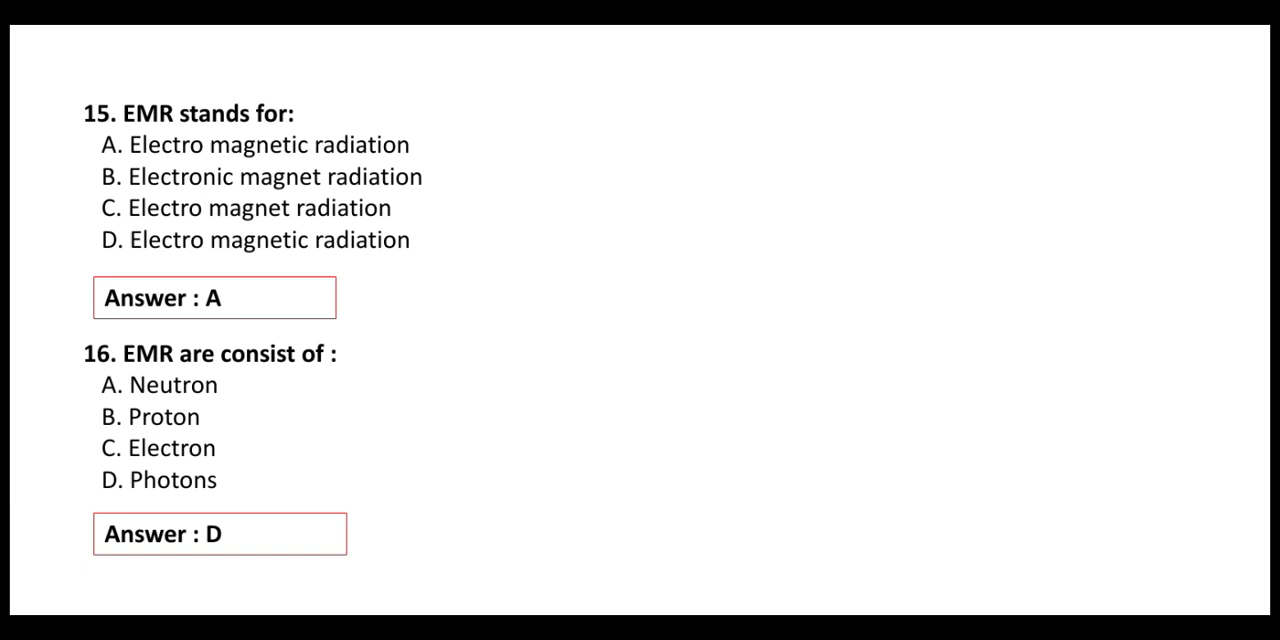 15. EMR stands for:
A. Electro magnetic radiation
B. Electronic magnet radiation
C. Electro magnet radiation
D. Electro magnetic radiation
Answer : A
16. EMR are consist of :
A. Neutron
B. Proton
C. Electron
D. Photons
Answer : D